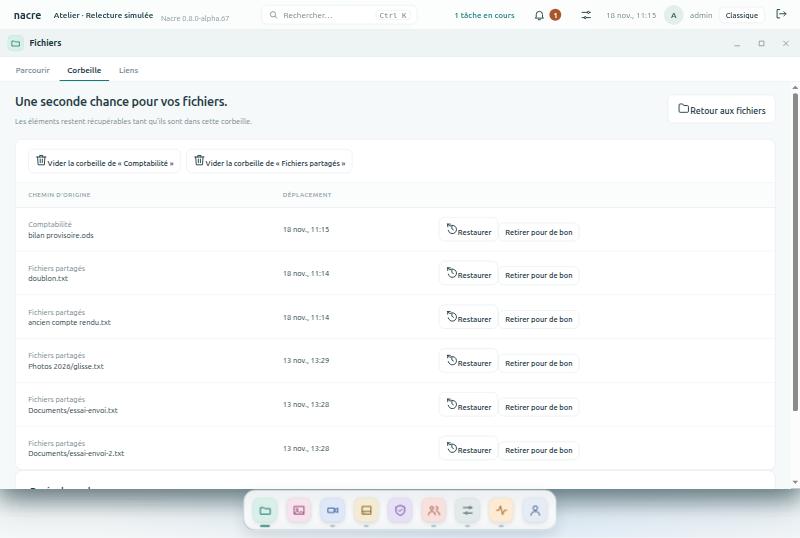 nacre Atelier · Relecture simulée Nacre 0.8.0-alpha.67 Rechercher... Ctrl K 1 tâche en cours 1 18 nov., 11:15 A admin Classique
Fichiers
Parcourir Corbeille Liens
Une seconde chance pour vos fichiers.
Les éléments restent récupérables tant qu'ils sont dans cette corbeille.
Retour aux fichiers
Vider la corbeille de « Comptabilité » Vider la corbeille de « Fichiers partagés »
CHEMIN D'ORIGINE DÉPLACEMENT
Comptabilité
bilan provisoire.ods 18 nov., 11:15 Restaurer Retirer pour de bon
Fichiers partagés
doublon.txt 18 nov., 11:14 Restaurer Retirer pour de bon
Fichiers partagés
ancien compte rendu.txt 18 nov., 11:14 Restaurer Retirer pour de bon
Fichiers partagés
Photos 2026/glisse.txt 13 nov., 13:29 Restaurer Retirer pour de bon
Fichiers partagés
Documents/essai-envoi.txt 13 nov., 13:28 Restaurer Retirer pour de bon
Fichiers partagés
Documents/essai-envoi-2.txt 13 nov., 13:28 Restaurer Retirer pour de bon